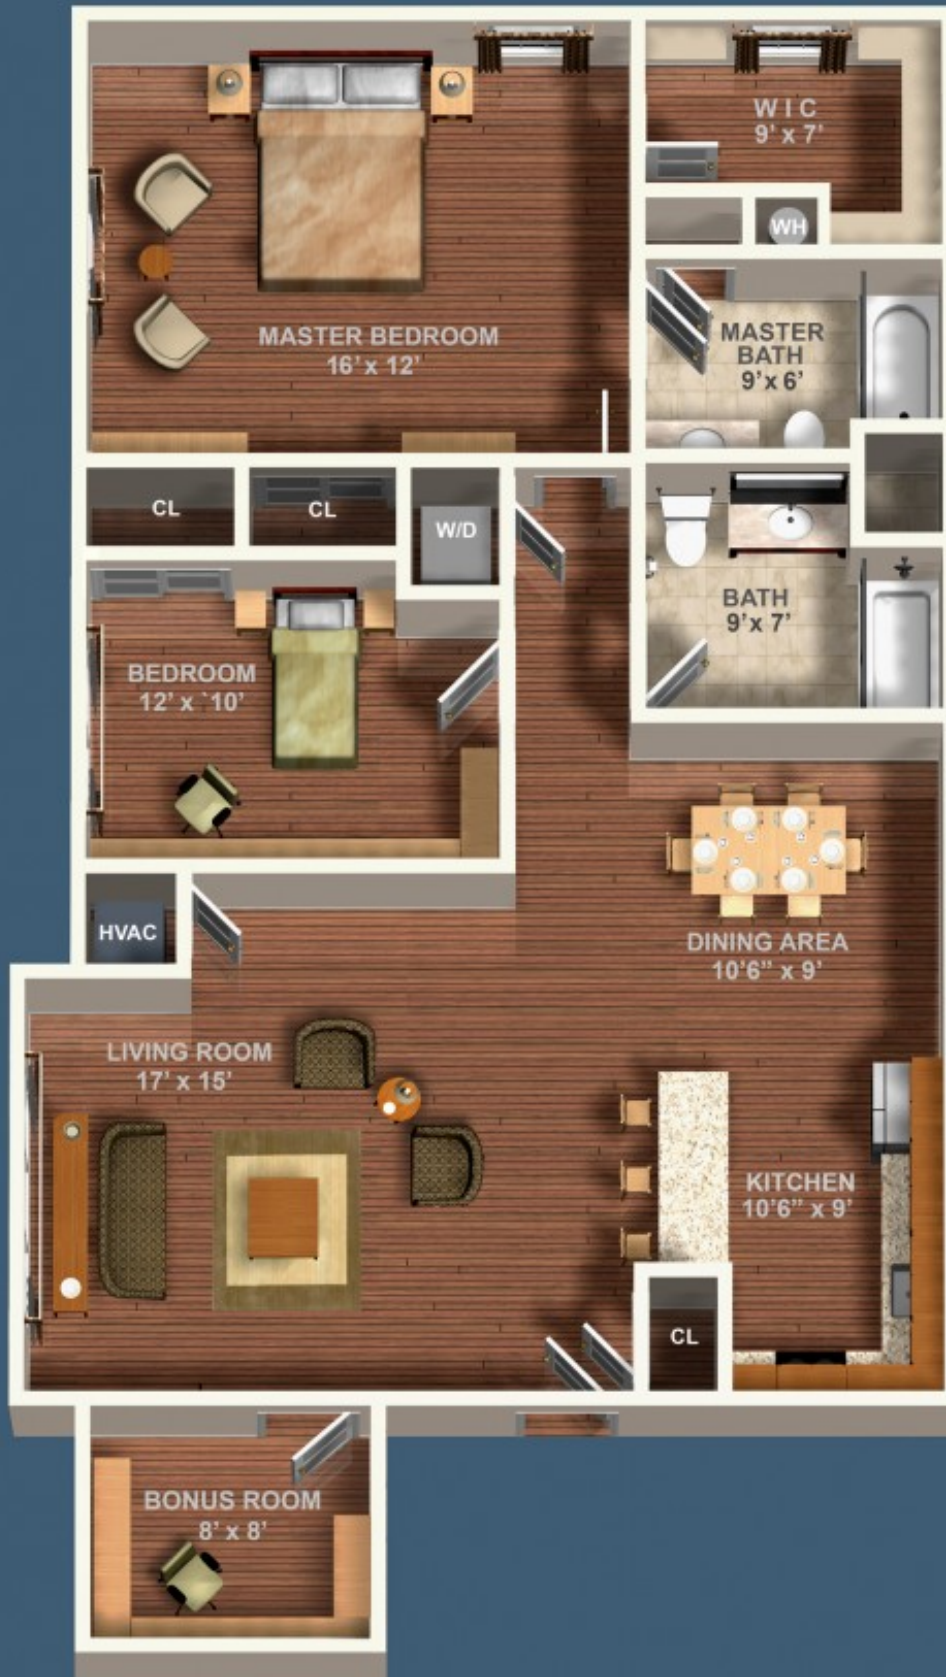 W I C
9' x 7'
WH
MASTER BEDROOM
16' x 12'
MASTER
BATH
9'x 6'
CL
CL
W/D
BATH
9'x 7'
BEDROOM
12' x `10'
HVAC
DINING AREA
10'6" x 9'
LIVING ROOM
17' x 15'
KITCHEN
10'6" x 9'
CL
BONUS ROOM
8' x 8'